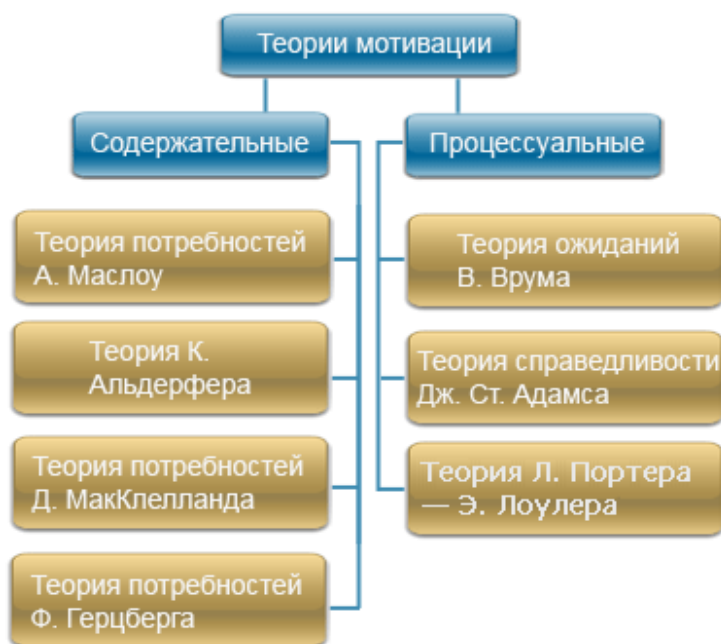 Теории мотивации
Содержательные
Теория потребностей
А. Маслоу
Теория К.
Альдерфера
Теория потребностей
Д. МакКлелланда
Теория потребностей
Ф. Герцберга
Процессуальные
Теория ожиданий
В. Врума
Теория справедливости
Дж. Ст. Адамса
Теория Л. Портера
— Э. Лоулера